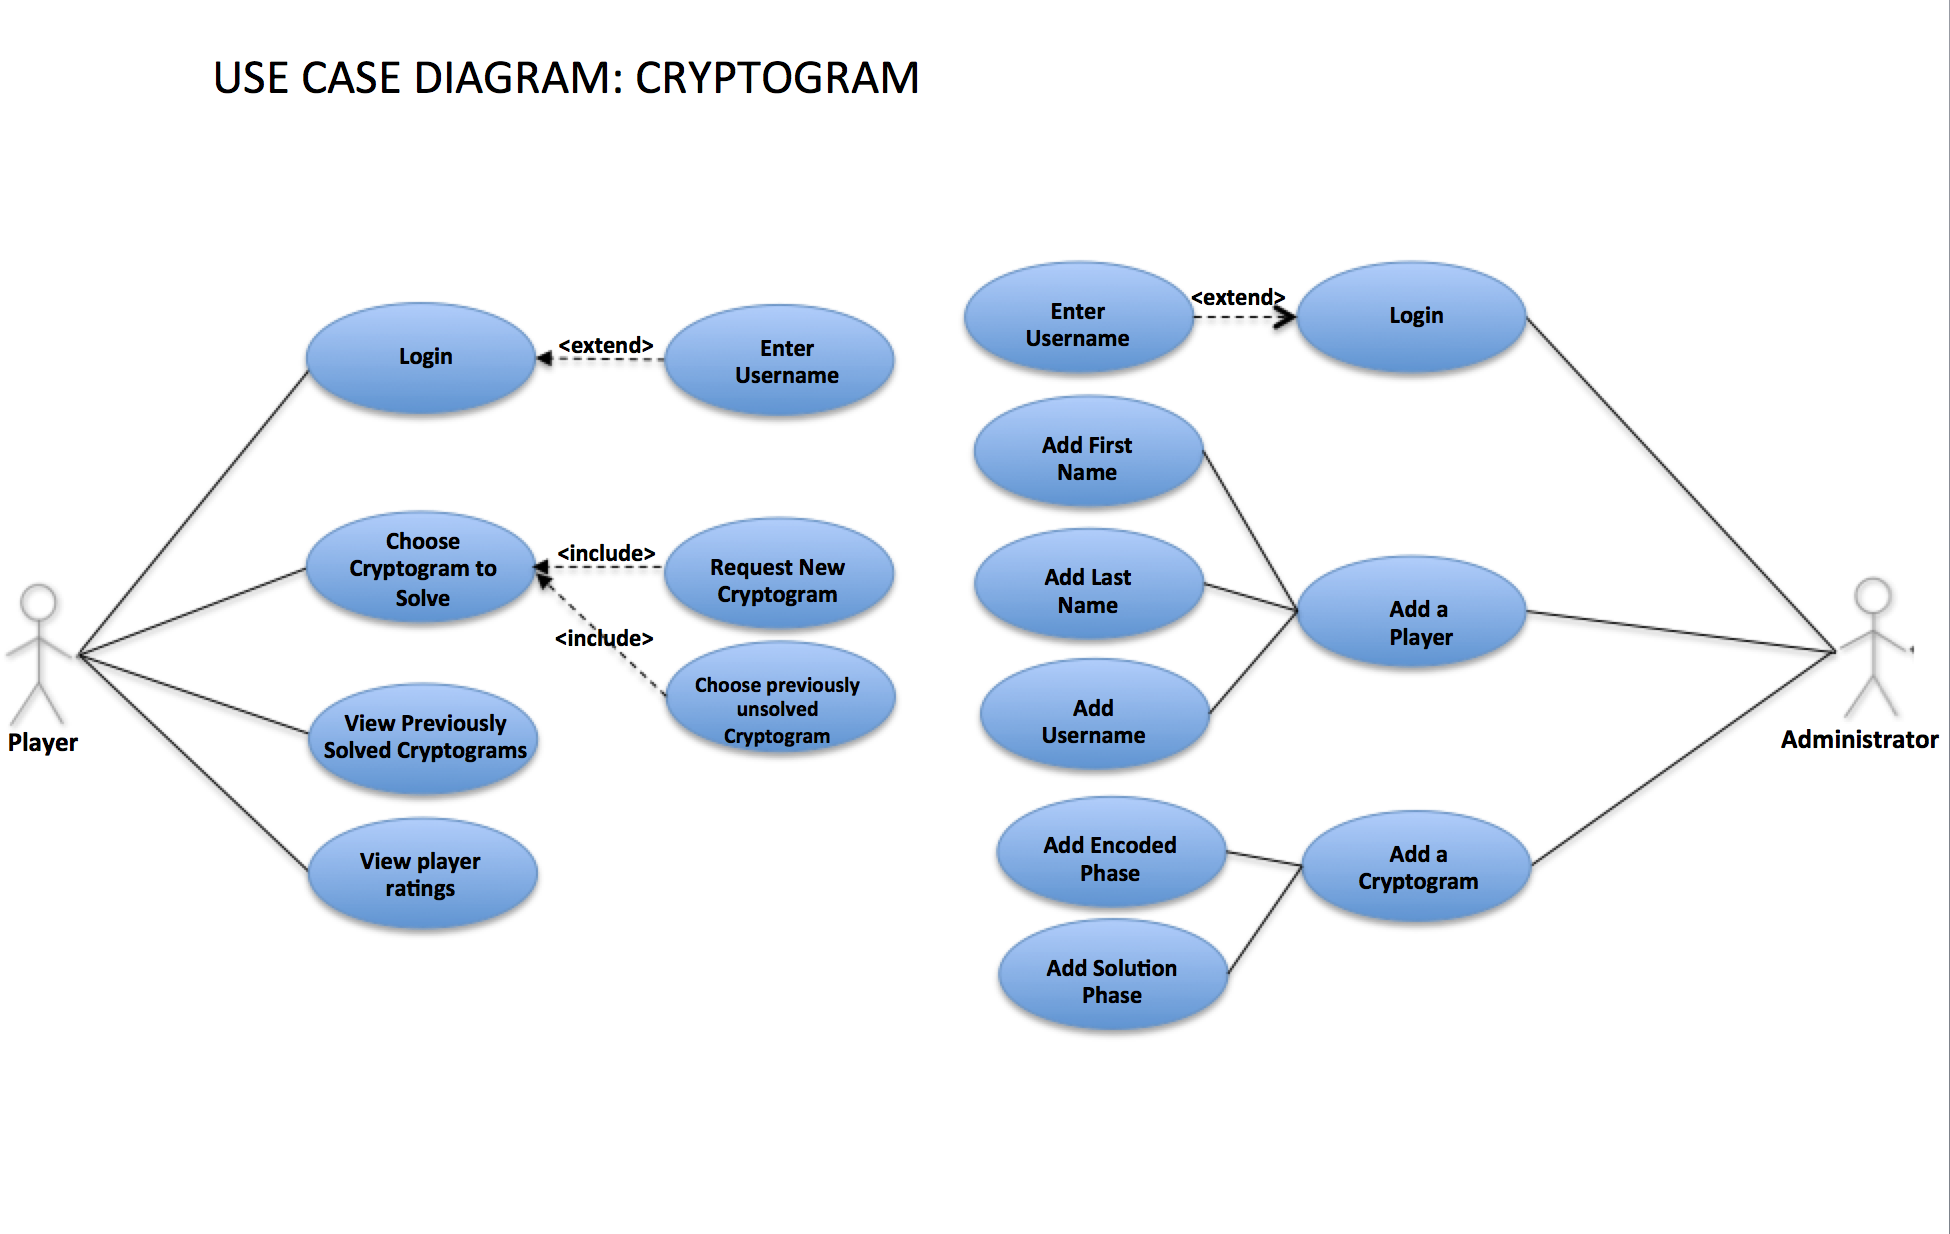 USE CASE DIAGRAM: CRYPTOGRAM
Login
<extend>
Enter
Username
Choose
Cryptogram to
Solve
<include>
Request New
Cryptogram
<include>
Choose previously
unsolved
Cryptogram
View Previously
Solved Cryptograms
View player
ratings
Player
Enter
Username
<extend>
Login
Add First
Name
Add Last
Name
Add
Username
Add a
Player
Add Encoded
Phase
Add Solution
Phase
Add a
Cryptogram
Administrator